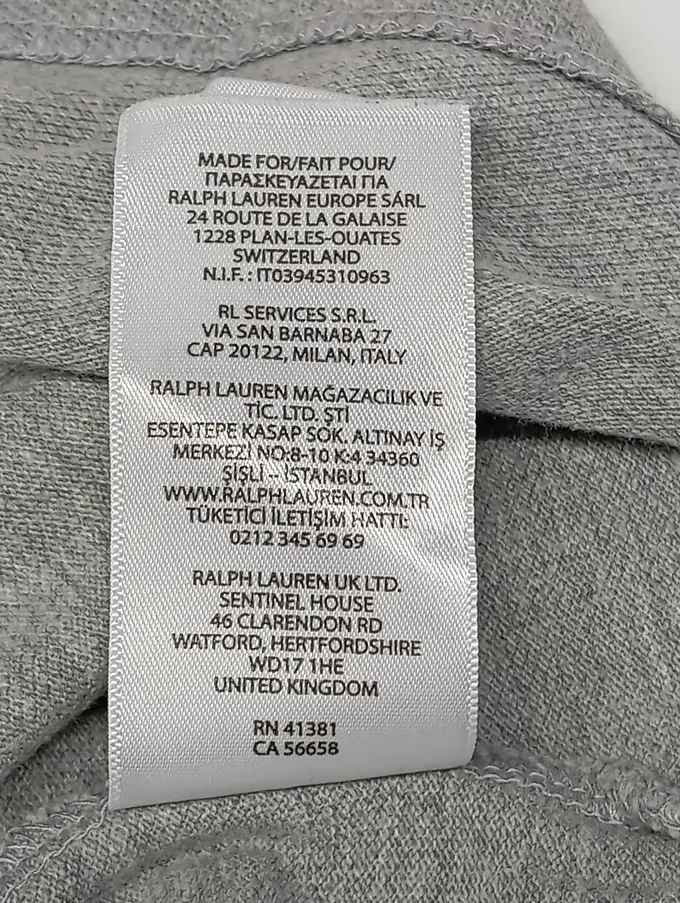 MADE FOR/FAIT POUR/
ΠΑΡΑΣΚΕΥΑΖΕΤΑΙ ΓΙΑ
RALPH LAUREN EUROPE SÁRL
24 ROUTE DE LA GALAISE
1228 PLAN-LES-OUATES
SWITZERLAND
N.I.F.: IT03945310963
RL SERVICES S.R.L.
VIA SAN BARNABA 27
CAP 20122, MILAN, ITALY
RALPH LAUREN MAĞAZACILIK VE
TİC. LTD. ŞTİ
ESENTEPE KASAP SOK. ALTINAY İŞ
MERKEZİ NO:8-10 K:4 34360
ŞİŞLİ – İSTANBUL
WWW.RALPHLAUREN.COM.TR
TÜKETİCİ İLETİŞİM HATTI:
0212 345 69 69
RALPH LAUREN UK LTD.
SENTINEL HOUSE
46 CLARENDON RD
WATFORD, HERTFORDSHIRE
WD17 1HE
UNITED KINGDOM
RN 41381
CA 56658